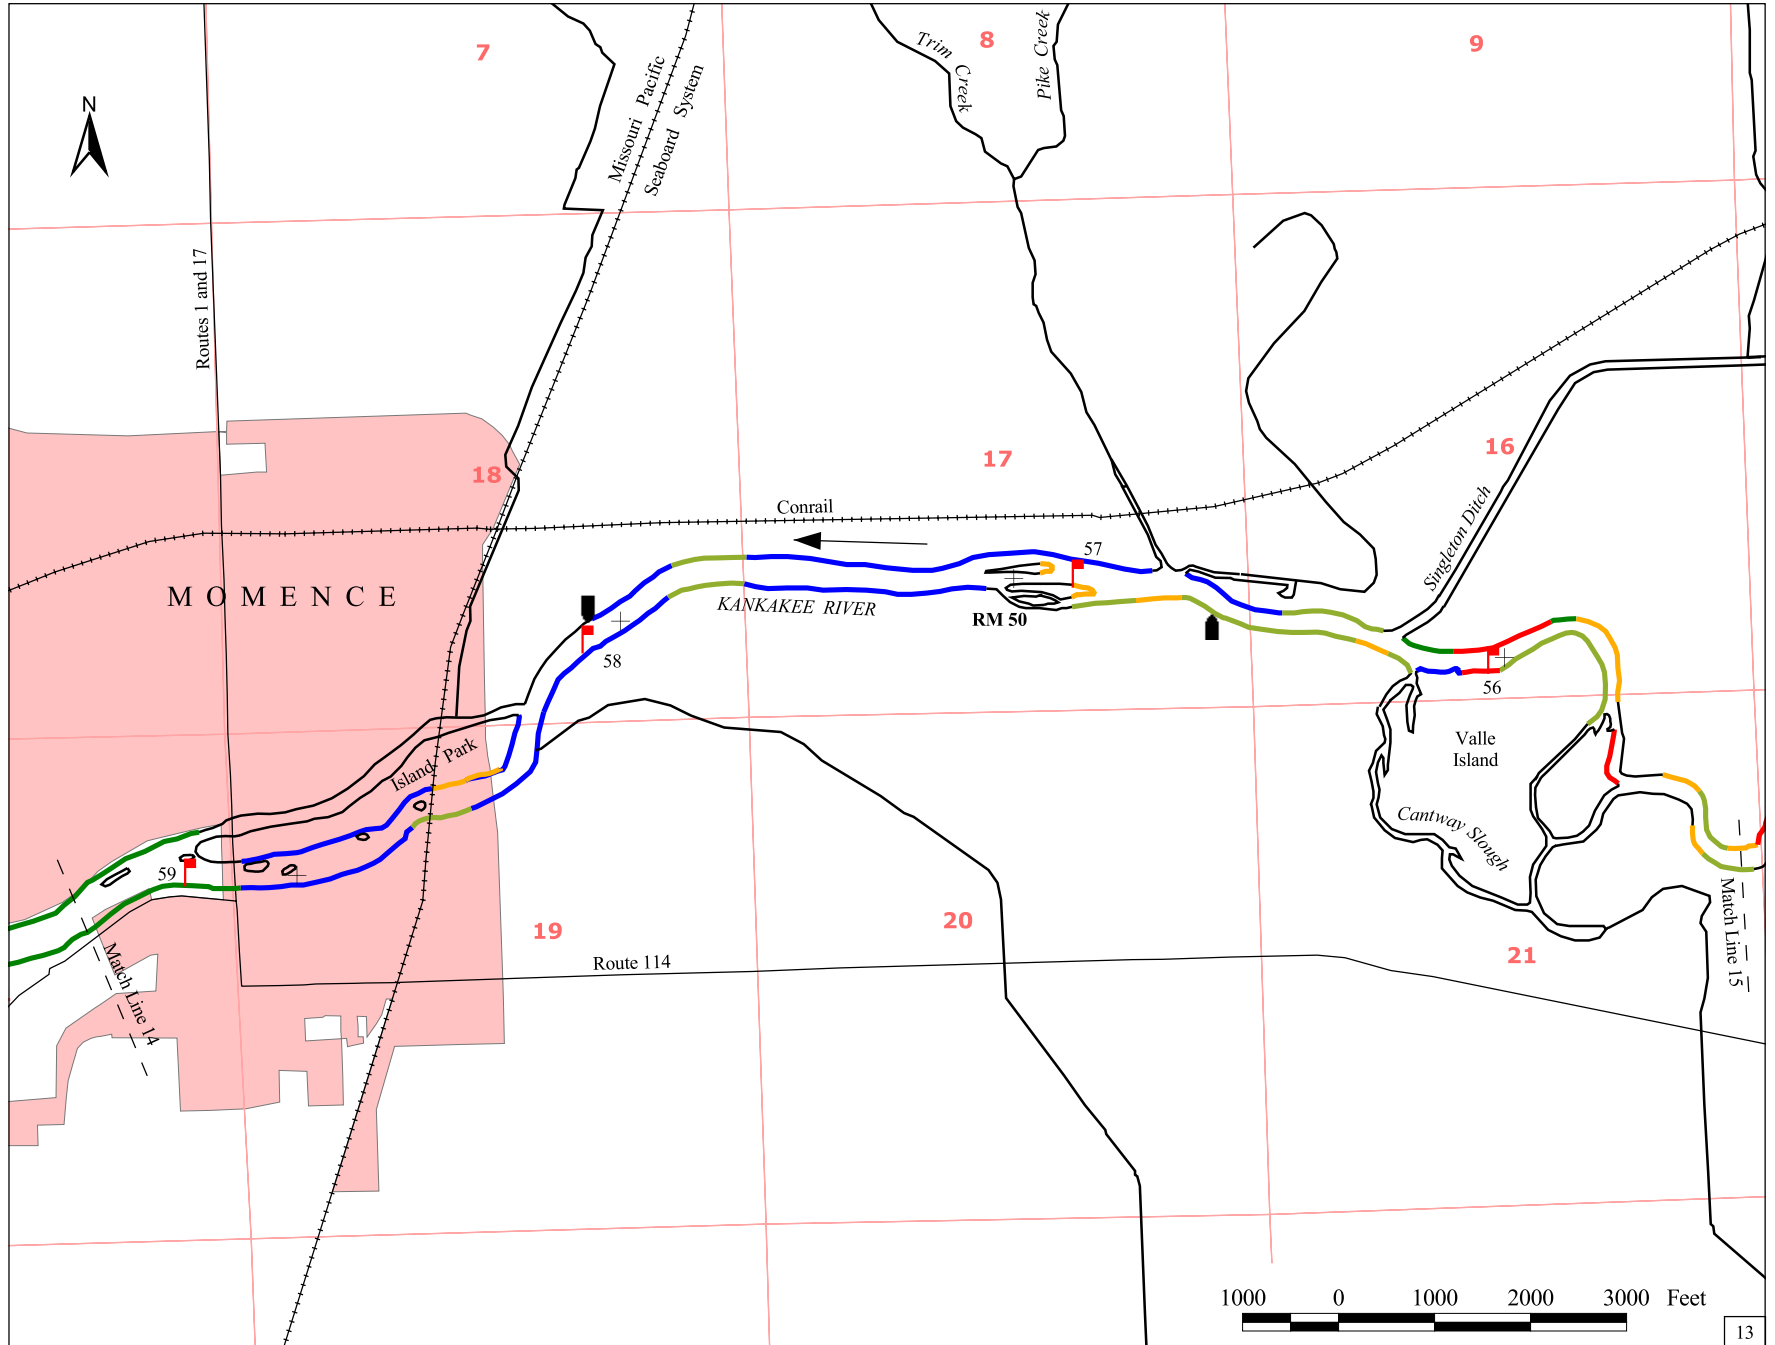 7
8
9
N
Missouri Pacific
Seaboard System
Trim Creek
Pike Creek
Routes 1 and 17
18
17
16
Conrail
Singleton Ditch
MOMENCE
57
KANKAKEE RIVER
RM 50
58
56
Valle
Island
Island Park
Cantway Slough
59
Match Line 14
Match Line 15
19
20
21
Route 114
1000 0 1000 2000 3000 Feet
13